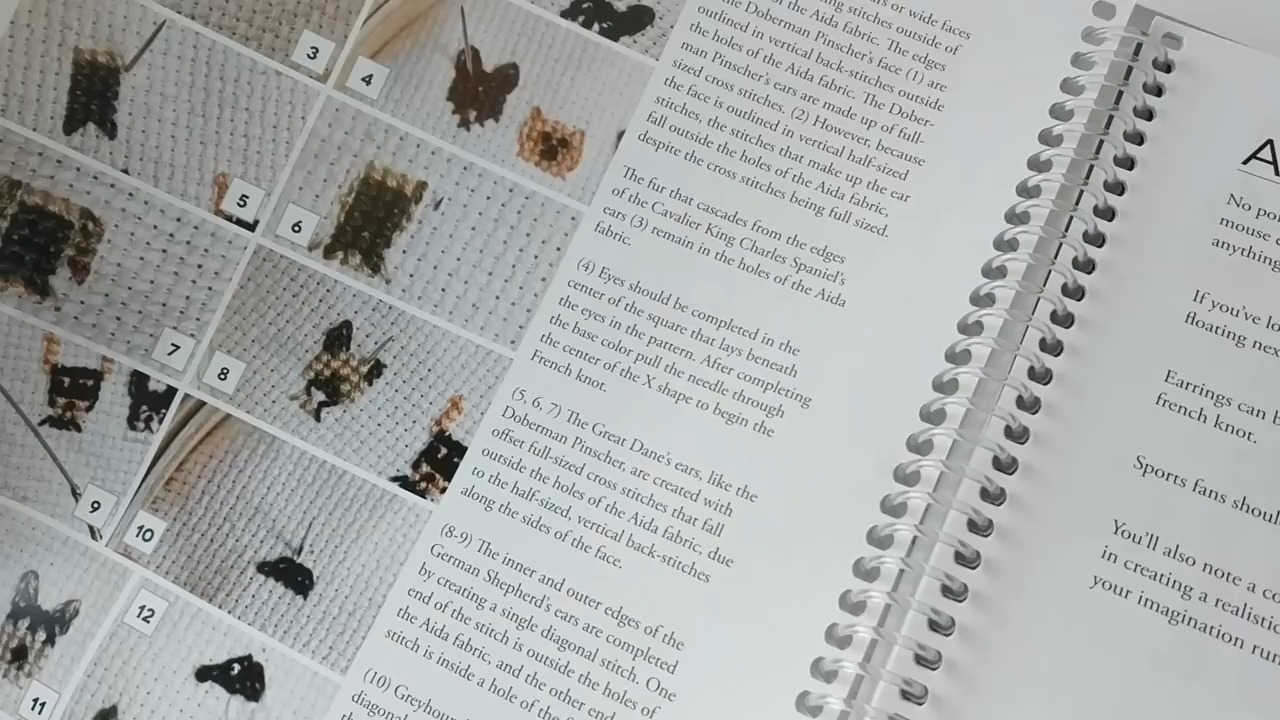 3
4
5
6
7
8
9
10
11
12
or wide faces
stitches outside of
of the Aida fabric. The edges
Doberman Pinscher's face (1) are
outlined in vertical back-stitches outside
the holes of the Aida fabric. The Dober-
man Pinscher's ears are made up of full-
sized cross stitches. (2) However, because
the face is outlined in vertical half-sized
stitches, the stitches that make up the ear
fall outside the holes of the Aida fabric,
despite the cross stitches being full sized.
The fur that cascades from the edges
of the Cavalier King Charles Spaniel's
ears (3) remain in the holes of the Aida
fabric.
(4) Eyes should be completed in the
center of the square that lays beneath
the eyes in the pattern. After completing
the base color pull the needle through
the center of the X shape to begin the
French knot.
(5, 6, 7) The Great Dane's ears, like the
Doberman Pinscher, are created with
offset full-sized cross stitches that fall
outside the holes of the Aida fabric, due
to the half-sized, vertical back-stitches
along the sides of the face.
(8-9) The inner and outer edges of the
German Shepherd's ears are completed
by creating a single diagonal stitch. One
end of the stitch is outside the holes of
the Aida fabric, and the other end
stitch is inside a hole of the
(10)
No
mouse
anything
If you've
floating
Earrings can
french knot.
Sports fans
You'll also note a
in creating a
your imagination